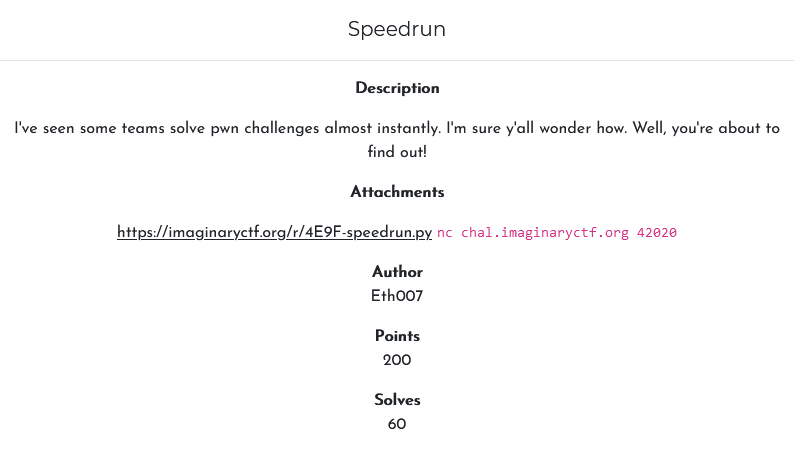 Speedrun
Description
I've seen some teams solve pwn challenges almost instantly. I'm sure y'all wonder how. Well, you're about to
find out!
Attachments
https://imaginaryctf.org/r/4E9F-speedrun.py nc chal.imaginaryctf.org 42020
Author
Eth007
Points
200
Solves
60